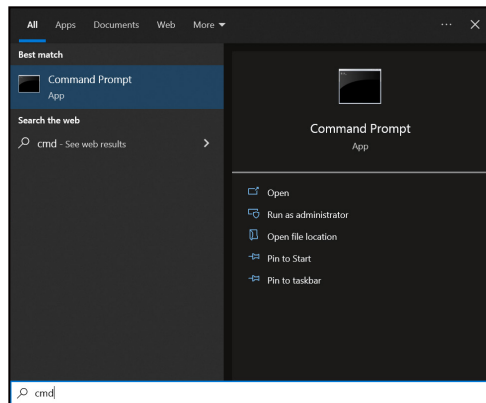 All Apps Documents Web More
Best match
Command Prompt
App
Search the web
cmd - See web results
Command Prompt
App
Open
Run as administrator
Open file location
Pin to Start
Pin to taskbar
cmd